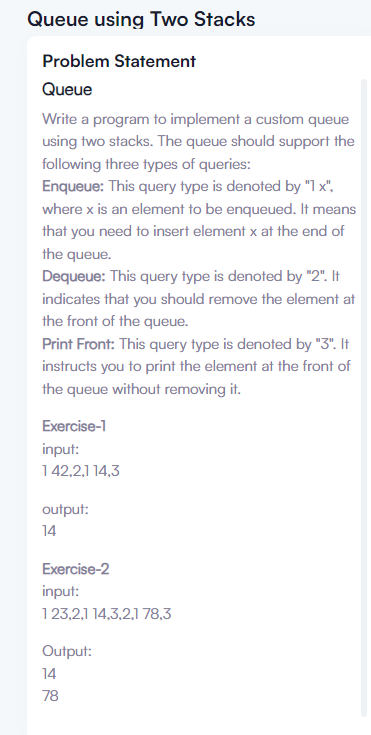 Queue using Two Stacks
Problem Statement
Queue
Write a program to implement a custom queue
using two stacks. The queue should support the
following three types of queries:
Enqueue: This query type is denoted by "1 x",
where x is an element to be enqueued. It means
that you need to insert element x at the end of
the queue.
Dequeue: This query type is denoted by "2". It
indicates that you should remove the element at
the front of the queue.
Print Front: This query type is denoted by "3". It
instructs you to print the element at the front of
the queue without removing it.
Exercise-1
input:
1 42,2,1 14,3
output:
14
Exercise-2
input:
1 23,2,1 14,3,2,1 78,3
Output:
14
78